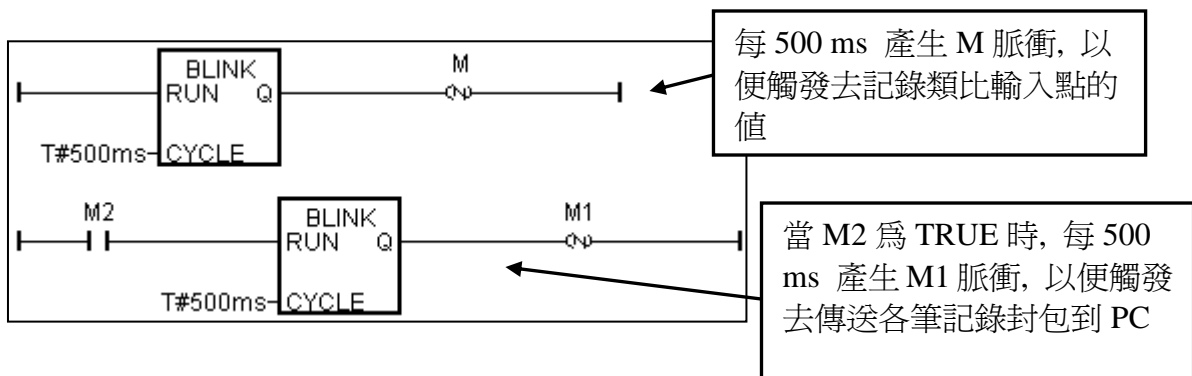 每 500 ms 產生 M 脈衝, 以
便觸發去記錄類比輸入點的
值
BLINK
M
RUN Q
T#500ms
CYCLE
M2
BLINK
M1
RUN Q
T#500ms
CYCLE
當 M2 為 TRUE 時, 每 500
ms 產生 M1 脈衝, 以便觸發
去傳送各筆記錄封包到 PC